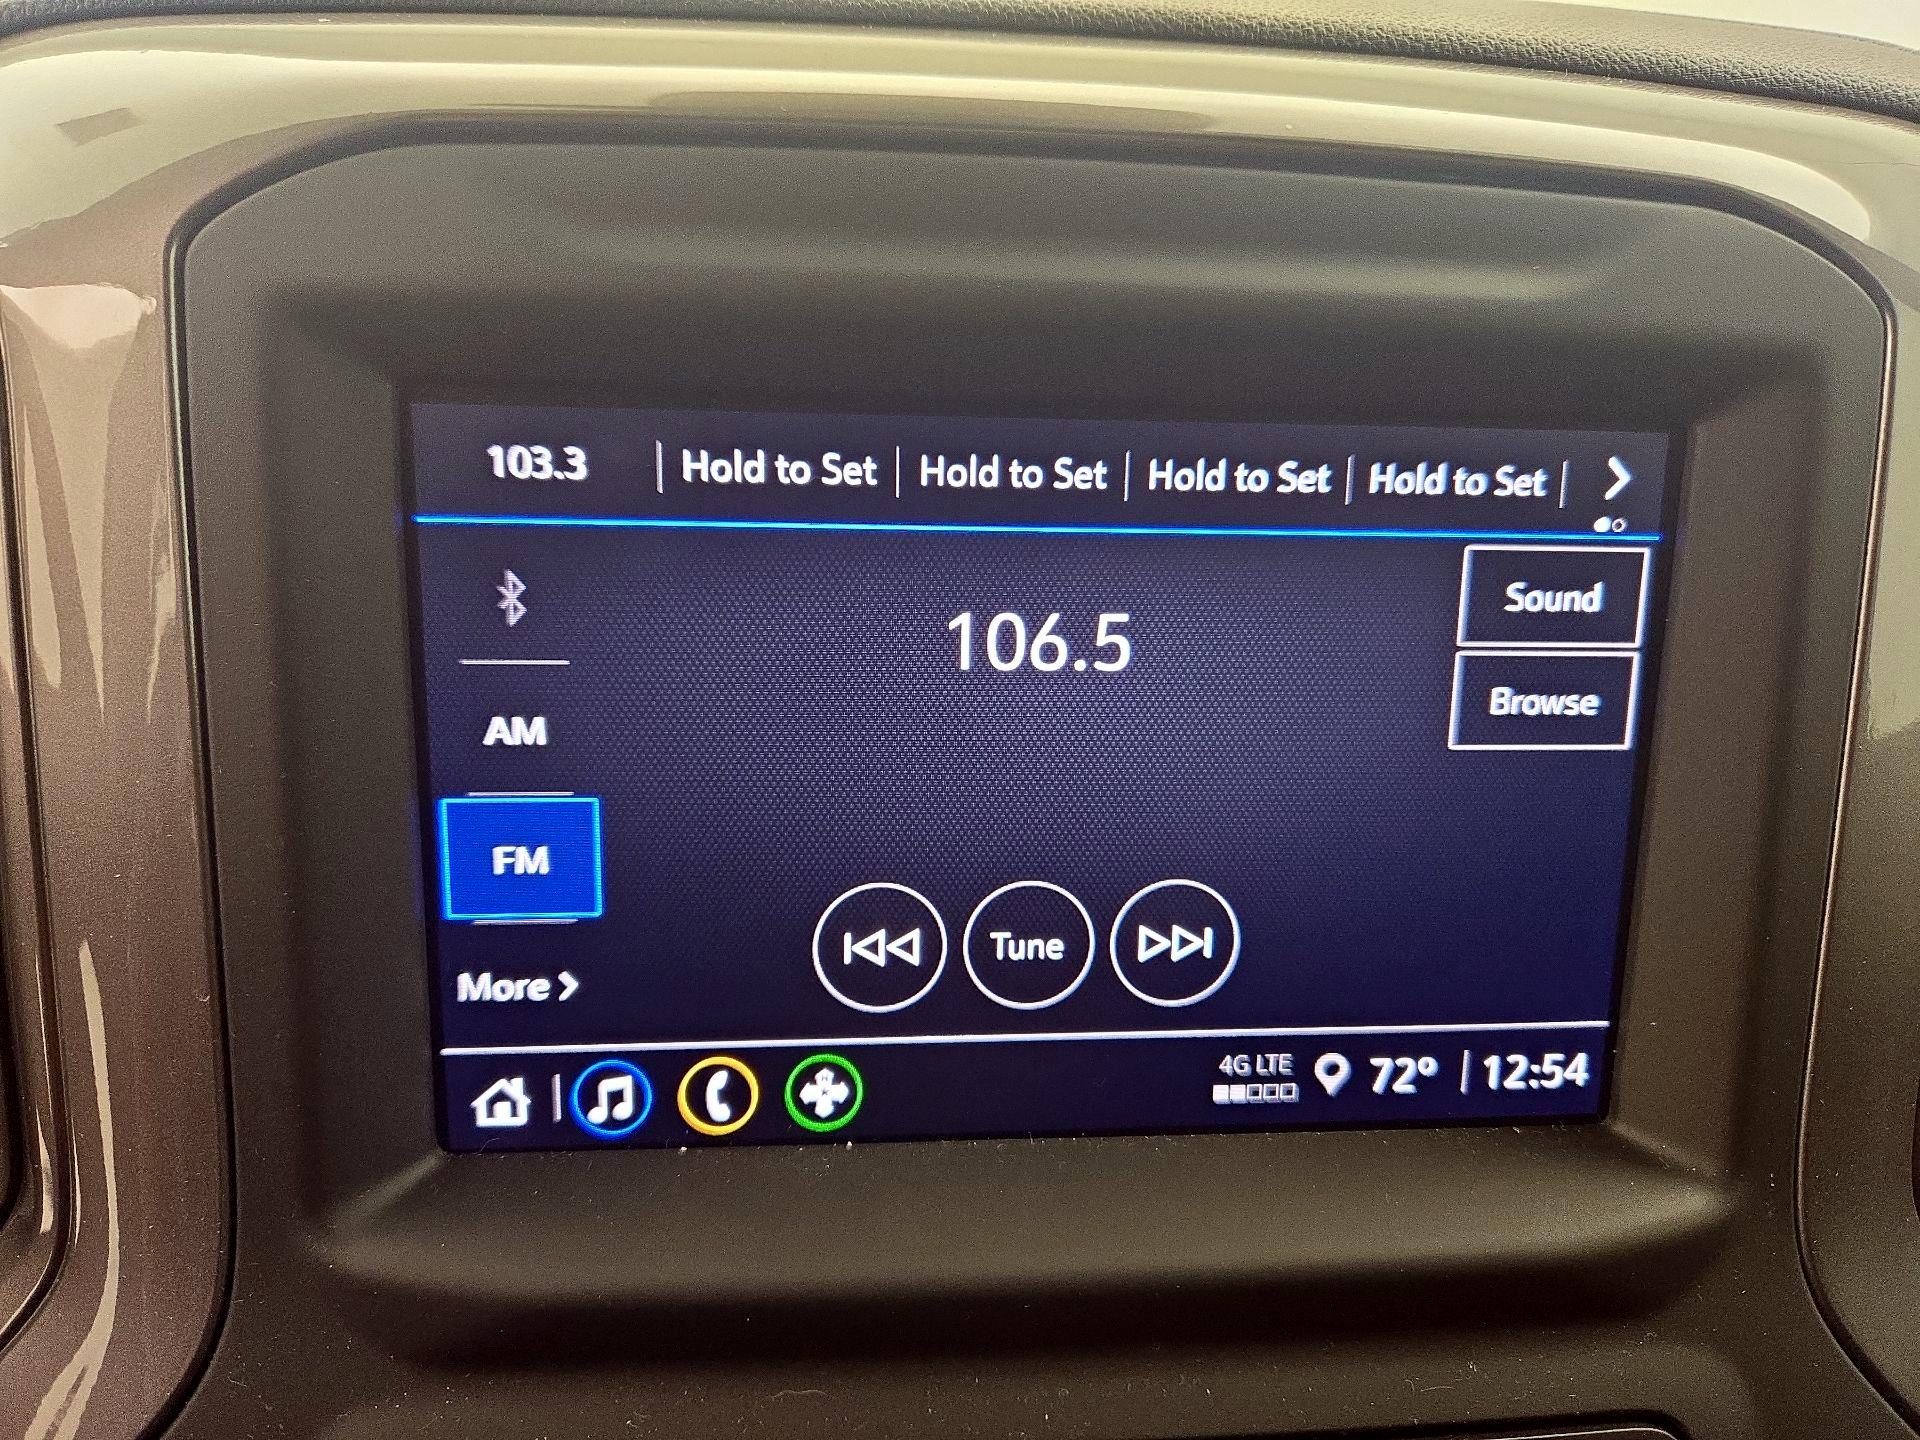 103.3 | Hold to Set | Hold to Set | Hold to Set | Hold to Set |
Sound
106.5
Browse
AM
FM
Tune
More
4G LTE
72° | 12:54